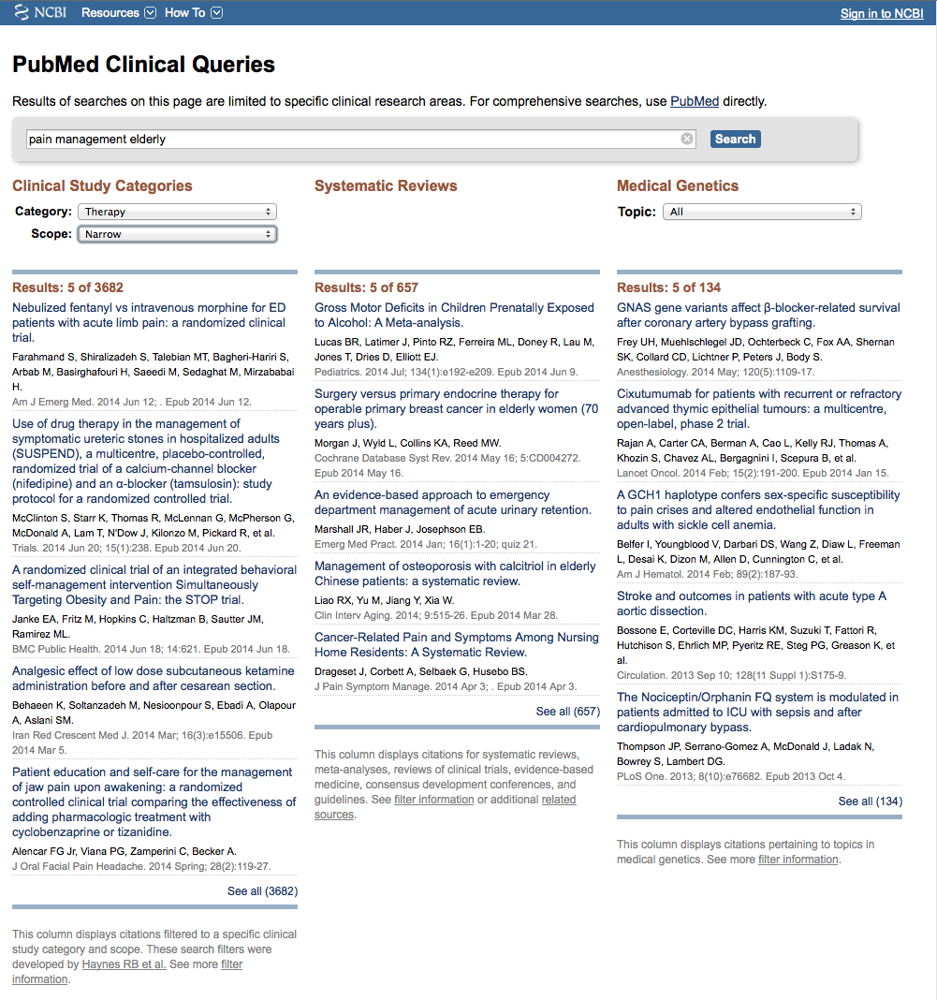 NCBI Resources How To Sign in to NCBI
PubMed Clinical Queries
Results of searches on this page are limited to specific clinical research areas. For comprehensive searches, use PubMed directly.
pain management elderly Search
Clinical Study Categories
Category: Therapy
Scope: Narrow
Results: 5 of 3682
Nebulized fentanyl vs intravenous morphine for ED
patients with acute limb pain: a randomized clinical
trial.
Farahmand S, Shiralizadeh S, Talebian MT, Bagheri-Hariri S,
Arbab M, Basirghafouri H, Saeedi M, Sedaghat M, Mirzababai
H.
Am J Emerg Med. 2014 Jun 12; . Epub 2014 Jun 12.
Use of drug therapy in the management of
symptomatic ureteric stones in hospitalized adults
(SUSPEND), a multicentre, placebo-controlled,
randomized trial of a calcium-channel blocker
(nifedipine) and an α-blocker (tamsulosin): study
protocol for a randomized controlled trial.
McClinton S, Starr K, Thomas R, McLennan G, McPherson G,
McDonald A, Lam T, N'Dow J, Kilonzo M, Pickard R, et al.
Trials. 2014 Jun 20; 15(1):238. Epub 2014 Jun 20.
A randomized clinical trial of an integrated behavioral
self-management intervention Simultaneously
Targeting Obesity and Pain: the STOP trial.
Janke EA, Fritz M, Hopkins C, Haltzman B, Sautter JM,
Ramirez ML.
BMC Public Health. 2014 Jun 18; 14:621. Epub 2014 Jun 18.
Analgesic effect of low dose subcutaneous ketamine
administration before and after cesarean section.
Behaeen K, Soltanzadeh M, Nesioonpour S, Ebadi A, Olapour
A, Aslani SM.
Iran Red Crescent Med J. 2014 Mar; 16(3):e15506. Epub
2014 Mar 5.
Patient education and self-care for the management
of jaw pain upon awakening: a randomized
controlled clinical trial comparing the effectiveness of
adding pharmacologic treatment with
cyclobenzaprine or tizanidine.
Alencar FG Jr, Viana PG, Zamperini C, Becker A.
J Oral Facial Pain Headache. 2014 Spring; 28(2):119-27.
See all (3682)
This column displays citations filtered to a specific clinical
study category and scope. These search filters were
developed by Haynes RB et al. See more filter
information.
Systematic Reviews
Results: 5 of 657
Gross Motor Deficits in Children Prenatally Exposed
to Alcohol: A Meta-analysis.
Lucas BR, Latimer J, Pinto RZ, Ferreira ML, Doney R, Lau M,
Jones T, Dries D, Elliott EJ.
Pediatrics. 2014 Jul; 134(1):e192-e209. Epub 2014 Jun 9.
Surgery versus primary endocrine therapy for
operable primary breast cancer in elderly women (70
years plus).
Morgan J, Wyld L, Collins KA, Reed MW.
Cochrane Database Syst Rev. 2014 May 16; 5:CD004272.
Epub 2014 May 16.
An evidence-based approach to emergency
department management of acute urinary retention.
Marshall JR, Haber J, Josephson EB.
Emerg Med Pract. 2014 Jan; 16(1):1-20; quiz 21.
Management of osteoporosis with calcitriol in elderly
Chinese patients: a systematic review.
Liao RX, Yu M, Jiang Y, Xia W.
Clin Interv Aging. 2014; 9:515-26. Epub 2014 Mar 28.
Cancer-Related Pain and Symptoms Among Nursing
Home Residents: A Systematic Review.
Drageset J, Corbett A, Selbaek G, Husebo BS.
J Pain Symptom Manage. 2014 Apr 3; . Epub 2014 Apr 3.
See all (657)
This column displays citations for systematic reviews,
meta-analyses, reviews of clinical trials, evidence-based
medicine, consensus development conferences, and
guidelines. See filter information or additional related
sources.
Medical Genetics
Topic: All
Results: 5 of 134
GNAS gene variants affect β-blocker-related survival
after coronary artery bypass grafting.
Frey UH, Muehlschlegel JD, Ochterbeck C, Fox AA, Shernan
SK, Collard CD, Lichtner P, Peters J, Body S.
Anesthesiology. 2014 May; 120(5):1109-17.
Cixutumumab for patients with recurrent or refractory
advanced thymic epithelial tumours: a multicentre,
open-label, phase 2 trial.
Rajan A, Carter CA, Berman A, Cao L, Kelly RJ, Thomas A,
Khozin S, Chavez AL, Bergagnini I, Scepura B, et al.
Lancet Oncol. 2014 Feb; 15(2):191-200. Epub 2014 Jan 15.
A GCH1 haplotype confers sex-specific susceptibility
to pain crises and altered endothelial function in
adults with sickle cell anemia.
Belfer I, Youngblood V, Darbari DS, Wang Z, Diaw L, Freeman
L, Desai K, Dizon M, Allen D, Cunnington C, et al.
Am J Hematol. 2014 Feb; 89(2):187-93.
Stroke and outcomes in patients with acute type A
aortic dissection.
Bossone E, Corteville DC, Harris KM, Suzuki T, Fattori R,
Hutchison S, Ehrlich MP, Pyeritz RE, Steg PG, Greason K, et
al.
Circulation. 2013 Sep 10; 128(11 Suppl 1):S175-9.
The Nociceptin/Orphanin FQ system is modulated in
patients admitted to ICU with sepsis and after
cardiopulmonary bypass.
Thompson JP, Serrano-Gomez A, McDonald J, Ladak N,
Bowrey S, Lambert DG.
PLoS One. 2013; 8(10):e76682. Epub 2013 Oct 4.
See all (134)
This column displays citations pertaining to topics in
medical genetics. See more filter information.